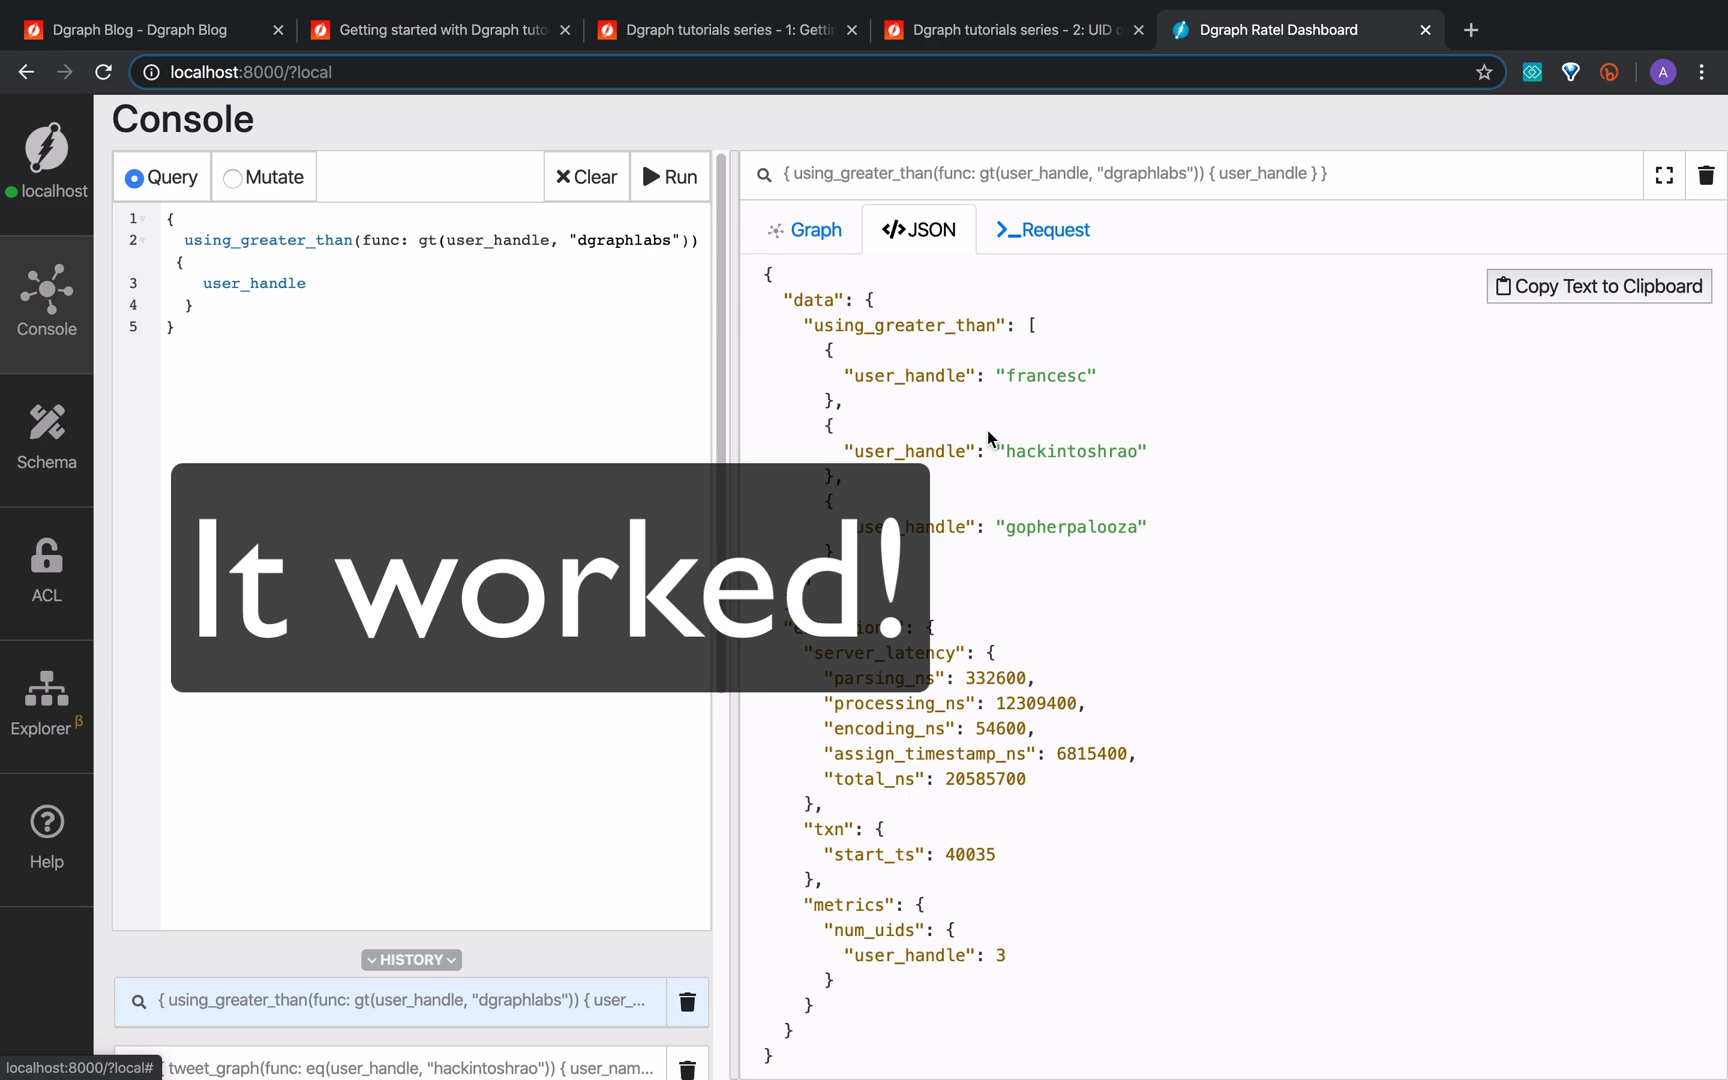 Dgraph Blog - Dgraph Blog
Getting started with Dgraph tuto
Dgraph tutorials series - 1: Getti
Dgraph tutorials series - 2: UID o
Dgraph Ratel Dashboard
localhost:8000/?local
A
Console
localhost
Console
Schema
ACL
Explorer β
Help
Query
Mutate
Clear
Run
1 {
2 using_greater_than(func: gt(user_handle, "dgraphlabs"))
{
3 user_handle
4 }
5 }
HISTORY
{ using_greater_than(func: gt(user_handle, "dgraphlabs")) { user_...
{ tweet_graph(func: eq(user_handle, "hackintoshrao")) { user_nam...
localhost:8000/?local#
{ using_greater_than(func: gt(user_handle, "dgraphlabs")) { user_handle } }
Graph
</>JSON
>_Request
Copy Text to Clipboard
{
"data": {
"using_greater_than": [
{
"user_handle": "francesc"
},
{
"user_handle": "hackintoshrao"
},
{
"user_handle": "gopherpalooza"
}
It worked!
"server_latency": {
"parsing_ns": 332600,
"processing_ns": 12309400,
"encoding_ns": 54600,
"assign_timestamp_ns": 6815400,
"total_ns": 20585700
},
"txn": {
"start_ts": 40035
},
"metrics": {
"num_uids": {
"user_handle": 3
}
}
}
}